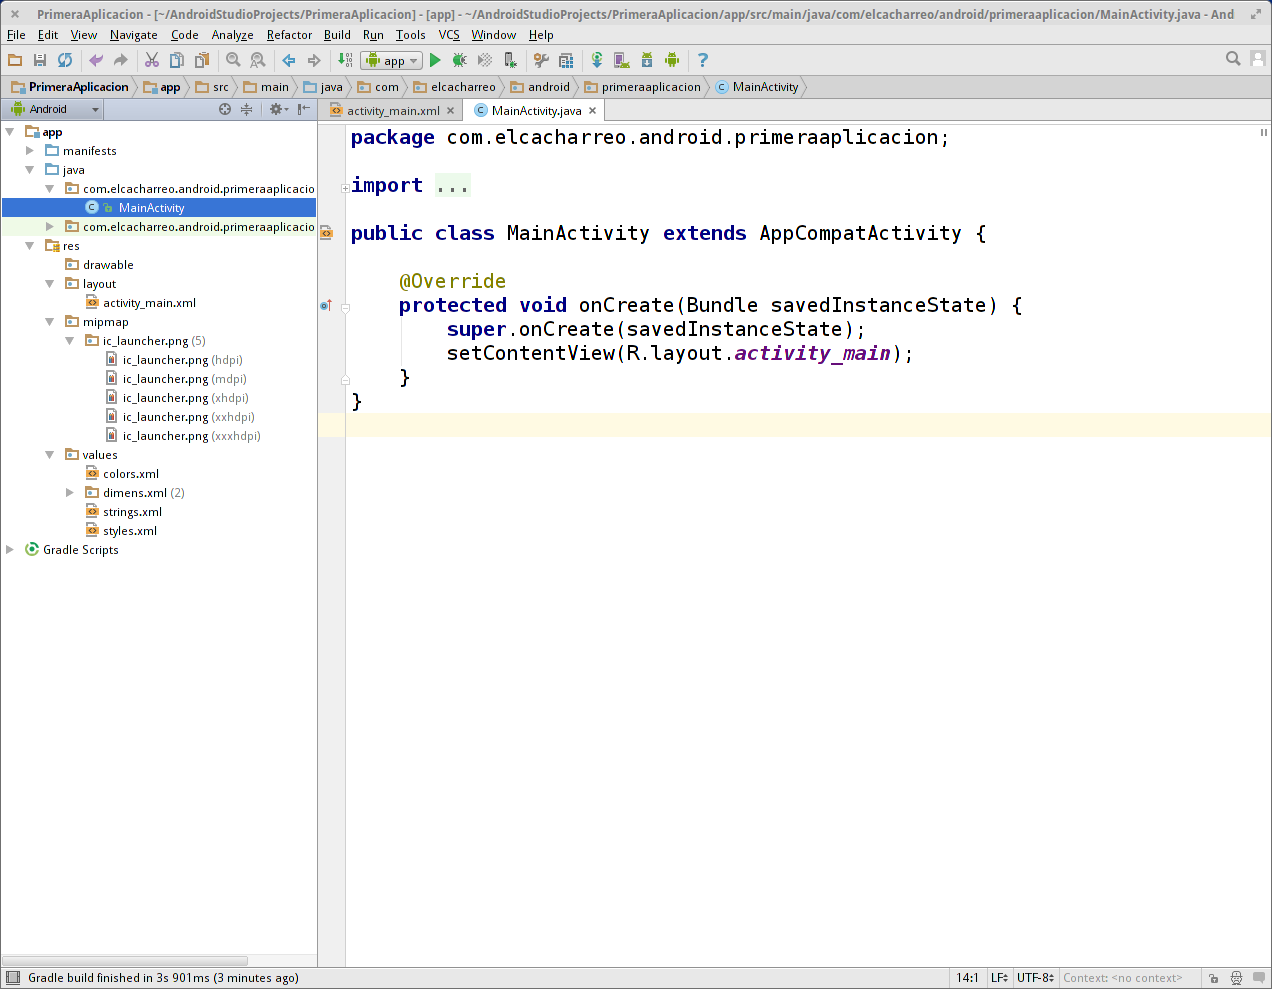 PrimeraAplicacion - [~/AndroidStudioProjects/PrimeraAplicacion] - [app] - ~/AndroidStudioProjects/PrimeraAplicacion/app/src/main/java/com/elcacharreo/android/primeraaplicacion/MainActivity.java - And
File Edit View Navigate Code Analyze Refactor Build Run Tools VCS Window Help
app
PrimeraAplicacion app src main java com elcacharreo android primeraaplicacion MainActivity
Android
activity_main.xml MainActivity.java
app
manifests
java
com.elcacharreo.android.primeraaplicacio
MainActivity
com.elcacharreo.android.primeraaplicacio
res
drawable
layout
activity_main.xml
mipmap
ic_launcher.png (5)
ic_launcher.png (hdpi)
ic_launcher.png (mdpi)
ic_launcher.png (xhdpi)
ic_launcher.png (xxhdpi)
ic_launcher.png (xxxhdpi)
values
colors.xml
dimens.xml (2)
strings.xml
styles.xml
Gradle Scripts
package com.elcacharreo.android.primeraaplicacion;
import ...
public class MainActivity extends AppCompatActivity {
@Override
protected void onCreate(Bundle savedInstanceState) {
super.onCreate(savedInstanceState);
setContentView(R.layout.activity_main);
}
}
Gradle build finished in 3s 901ms (3 minutes ago)
14:1 LF UTF-8 Context: <no context>